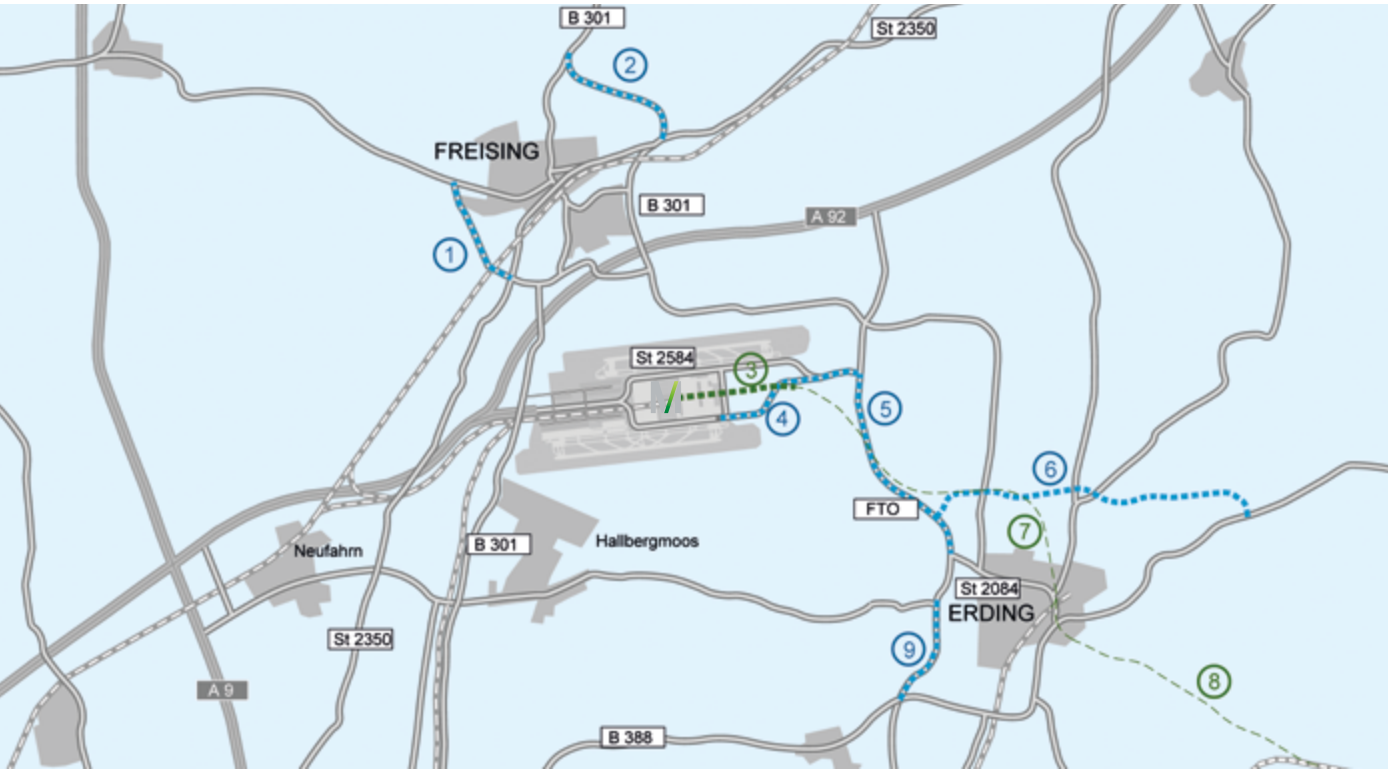 B 301
St 2350
2
FREISING
B 301
A 92
1
St 2584
3
4
5
6
FTO
7
Neufahrn
B 301
Hallbergmoos
St 2084
ERDING
St 2350
9
8
A 9
B 388